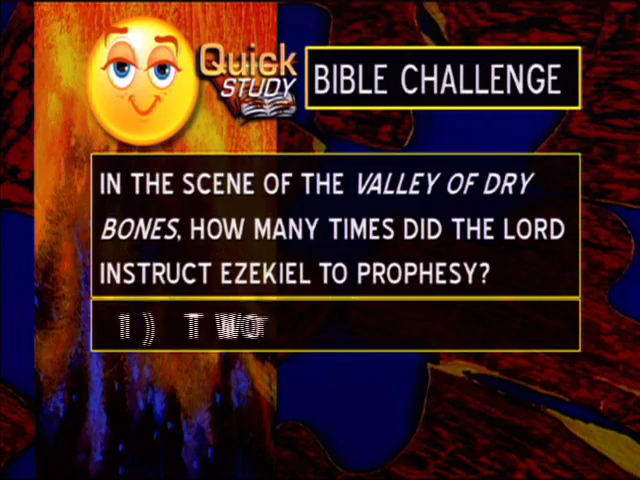 Quick
STUDY
BIBLE CHALLENGE
IN THE SCENE OF THE VALLEY OF DRY
BONES, HOW MANY TIMES DID THE LORD
INSTRUCT EZEKIEL TO PROPHESY?
1) TWO